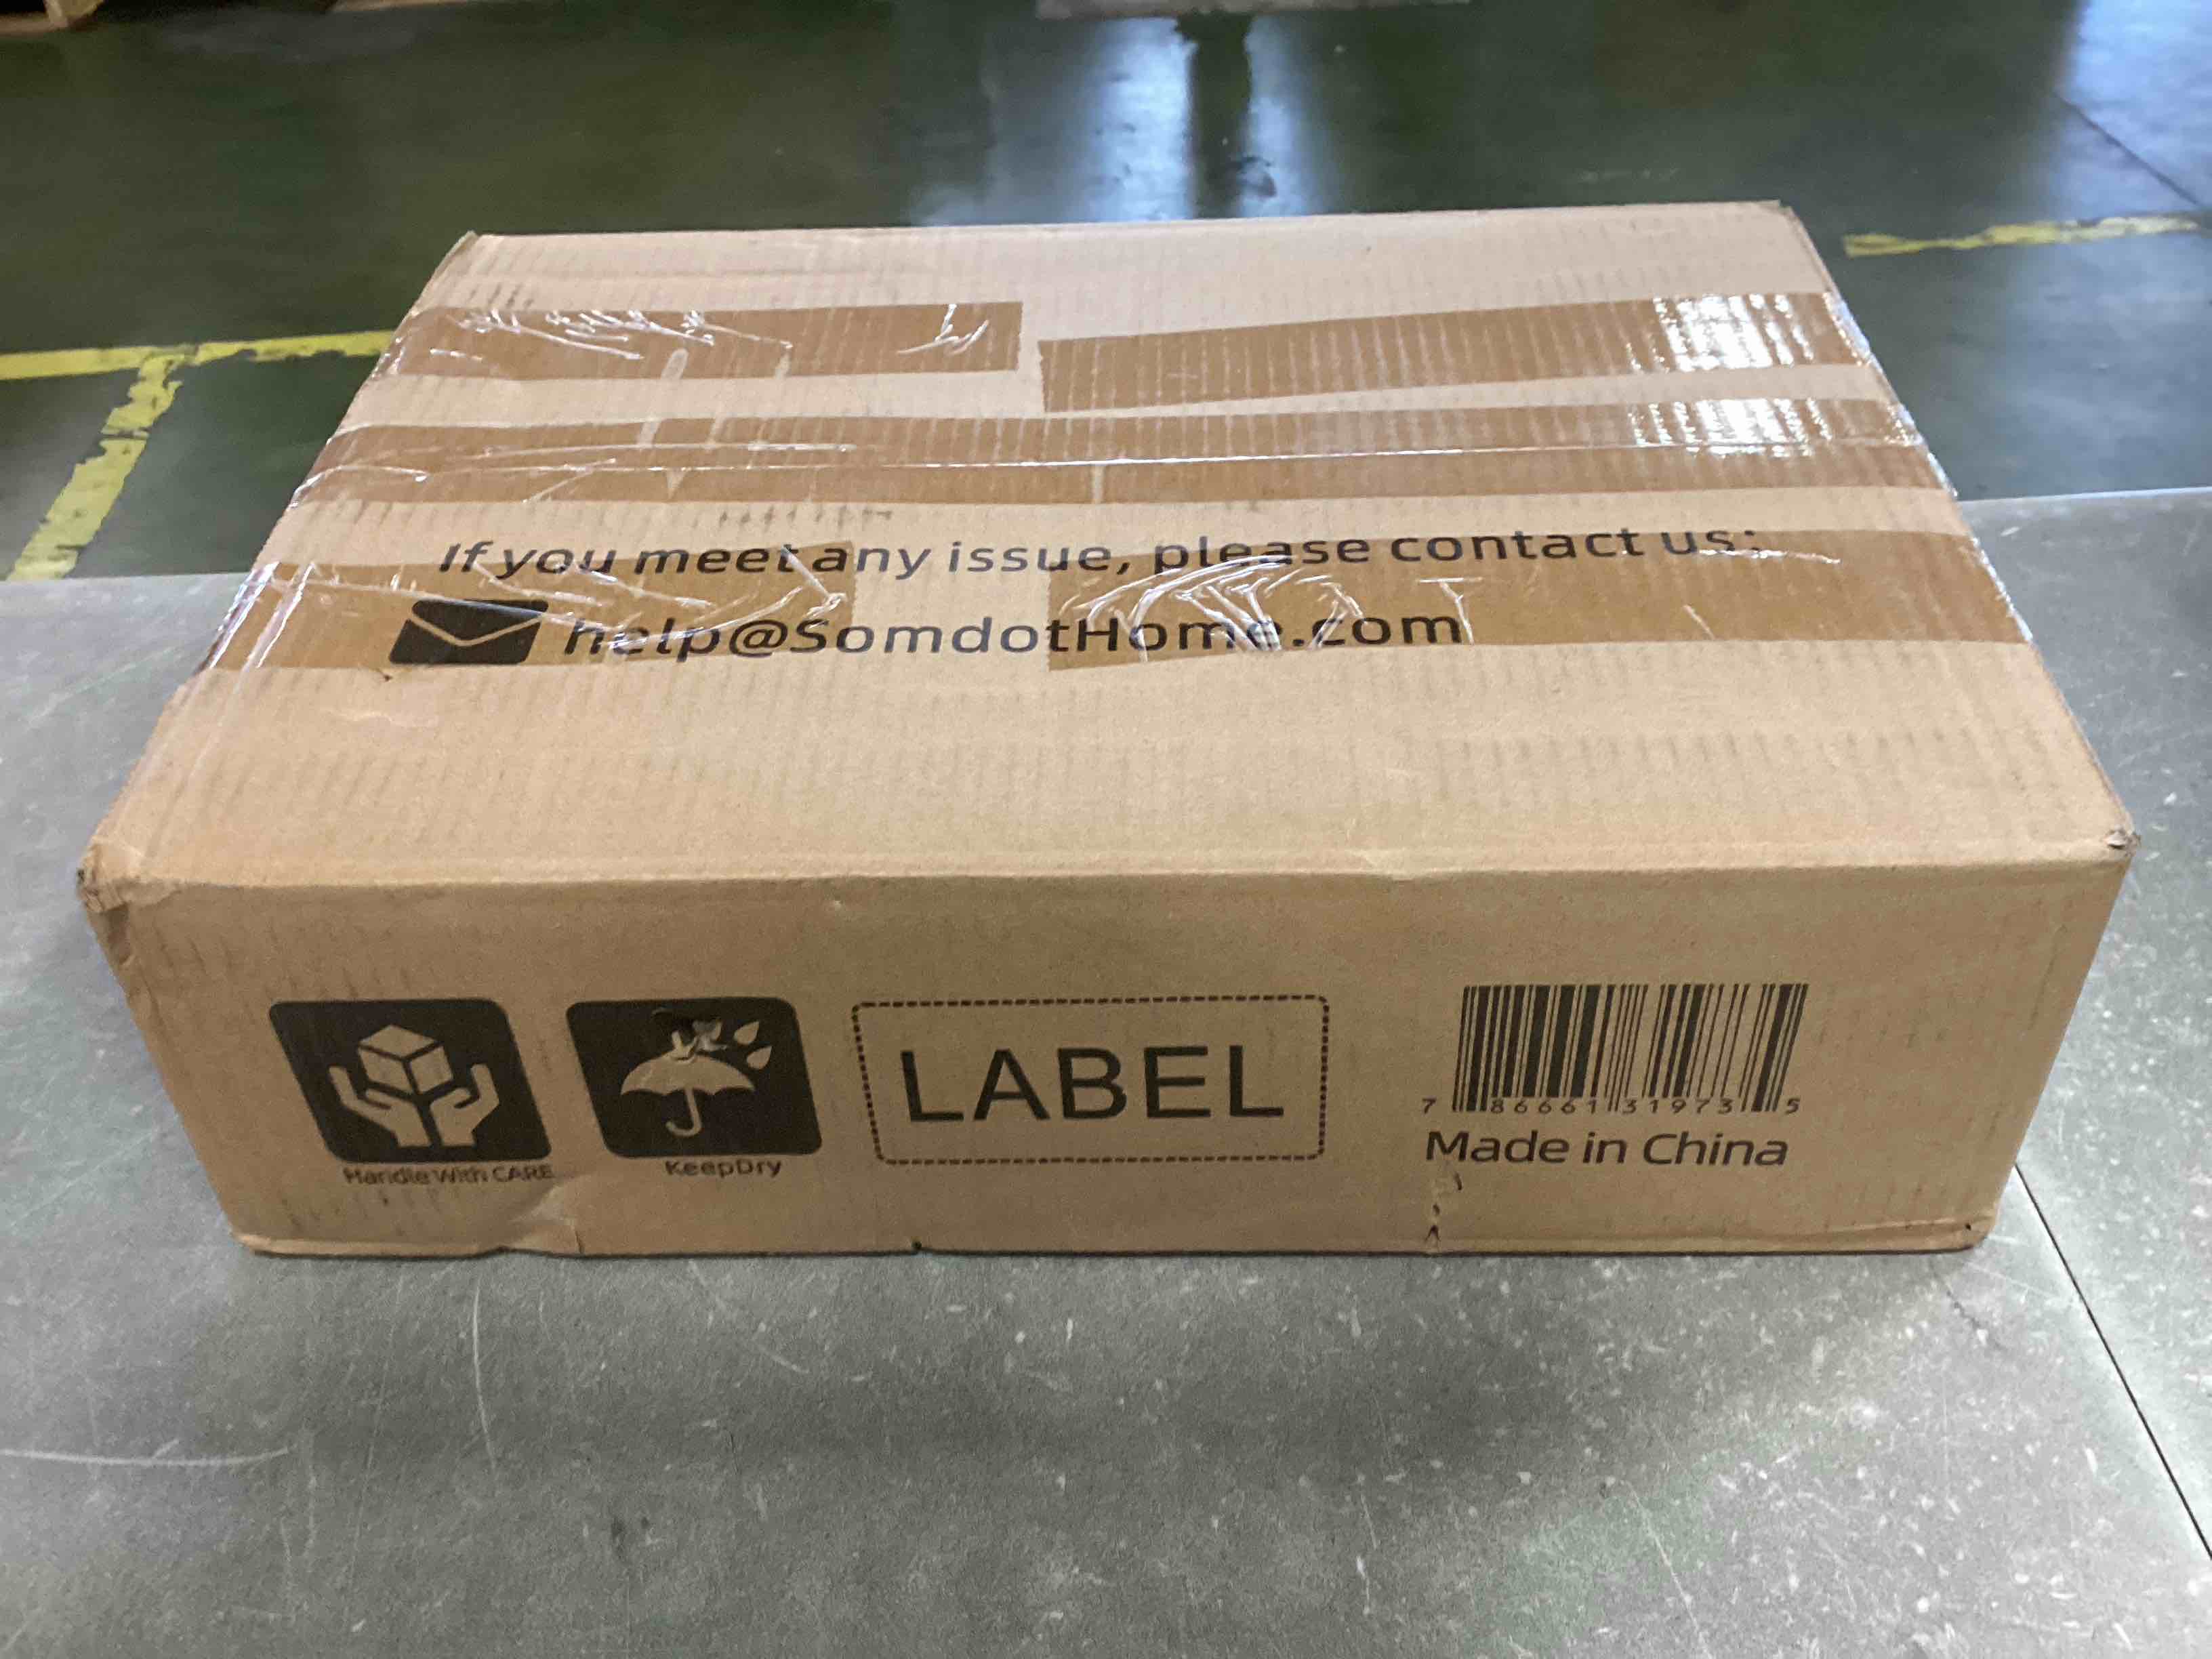 If you meet any issue, please contact us:
help@SomdotHome.com
Handle With CARE
KeepDry
LABEL
7 86661 31973 5
Made in China